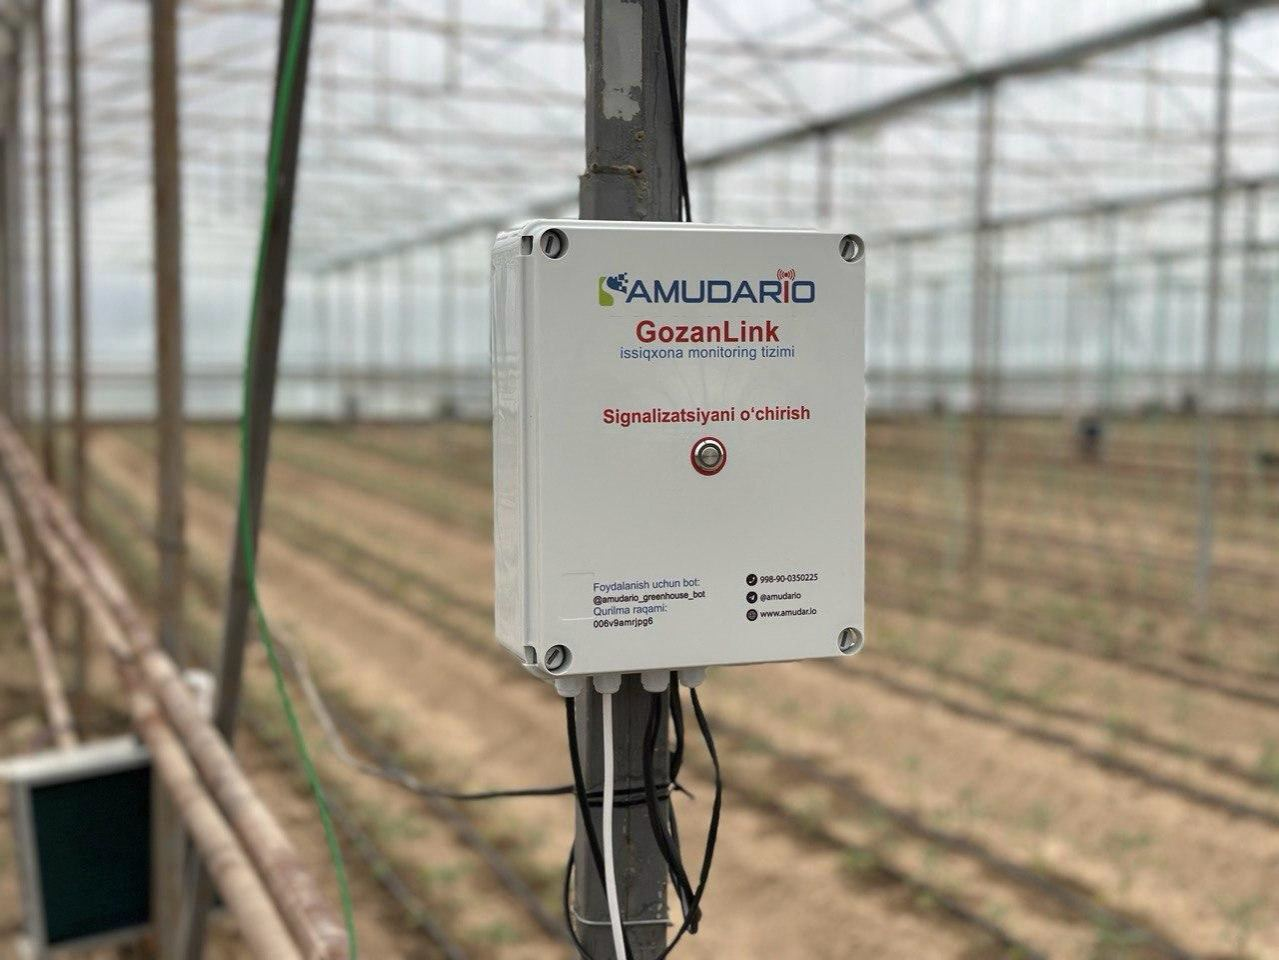 AMUDARIO
GozanLink
issiqxona monitoring tizimi
Signalizatsiyani o‘chirish
Foydalanish uchun bot:
@amudario_greenhouse_bot
Qurilma raqami:
006v9amrjpg6
998-90-0350225
@amudario
www.amudar.io